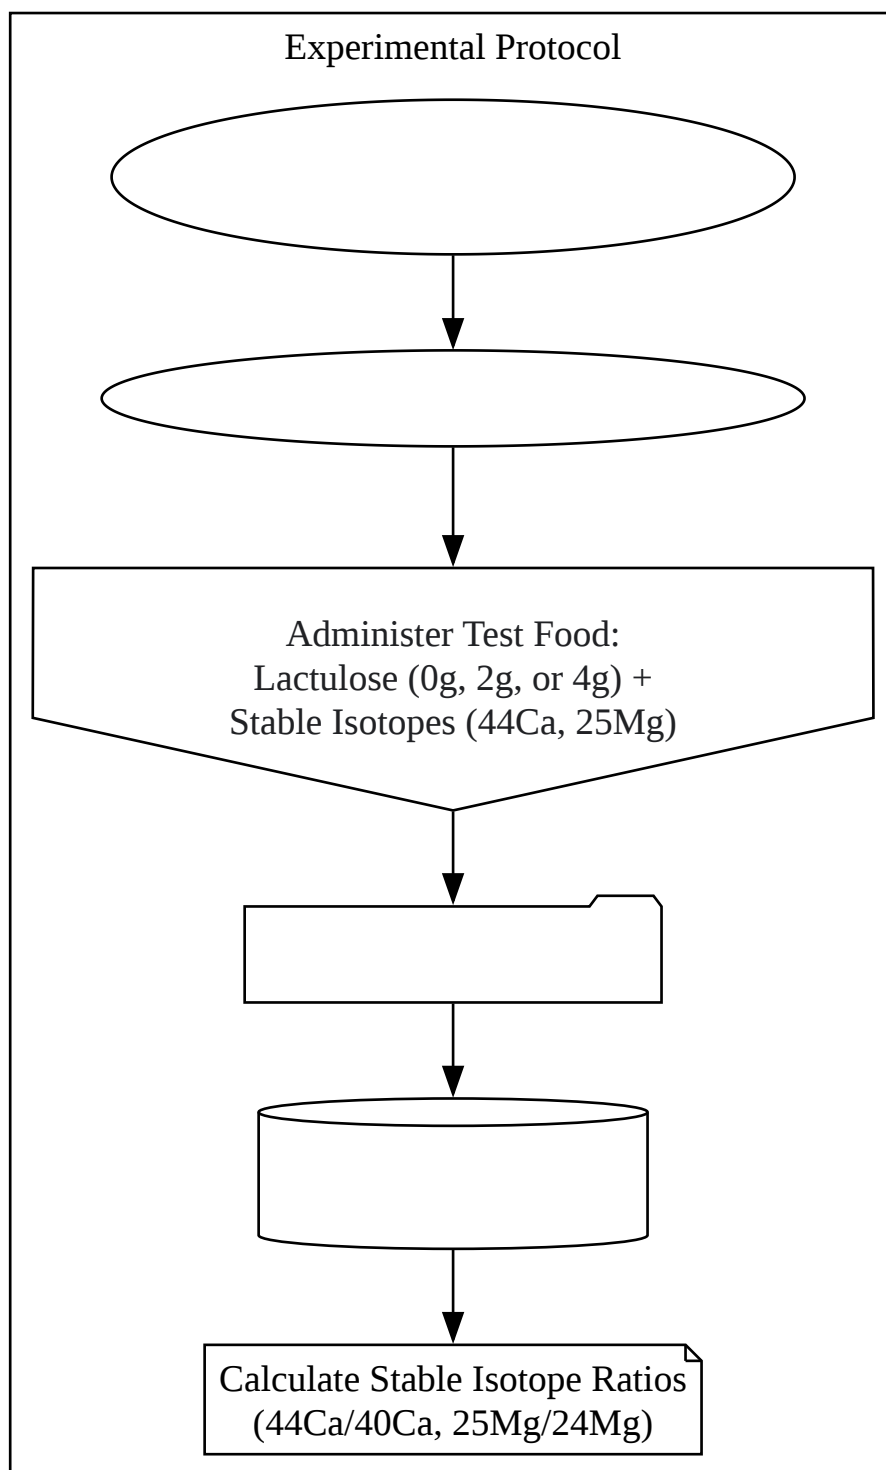 Experimental Protocol
Administer Test Food:
Lactulose (0g, 2g, or 4g) +
Stable Isotopes (44Ca, 25Mg)
Calculate Stable Isotope Ratios
(44Ca/40Ca, 25Mg/24Mg)